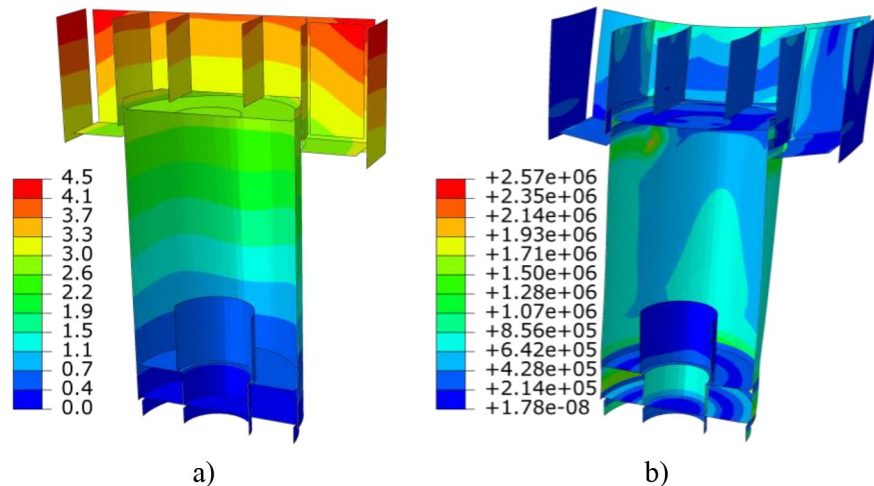 4.5
4.1
3.7
3.3
3.0
2.6
2.2
1.9
1.5
1.1
0.7
0.4
0.0
+2.57e+06
+2.35e+06
+2.14e+06
+1.93e+06
+1.71e+06
+1.50e+06
+1.28e+06
+1.07e+06
+8.56e+05
+6.42e+05
+4.28e+05
+2.14e+05
+1.78e-08
a)
b)